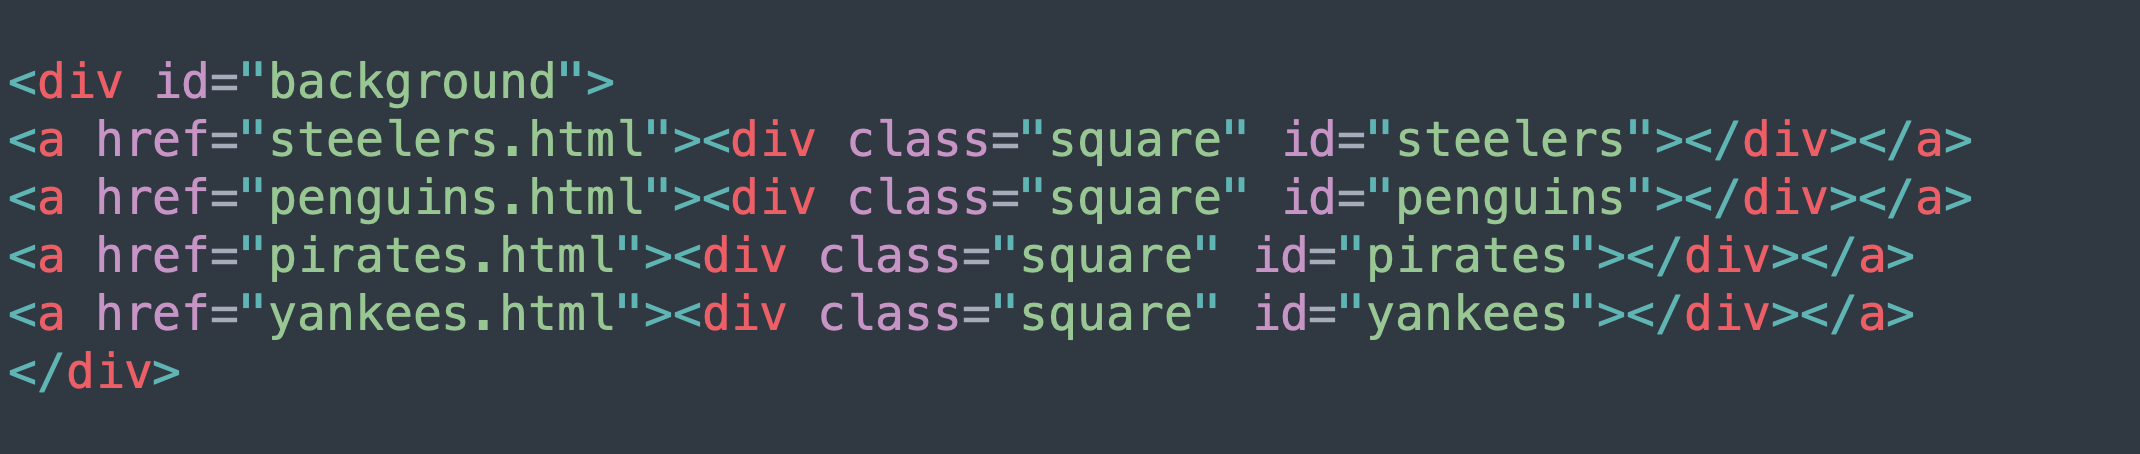 <div id="background">
<a href="steelers.html"><div class="square" id="steelers"></div></a>
<a href="penguins.html"><div class="square" id="penguins"></div></a>
<a href="pirates.html"><div class="square" id="pirates"></div></a>
<a href="yankees.html"><div class="square" id="yankees"></div></a>
</div>